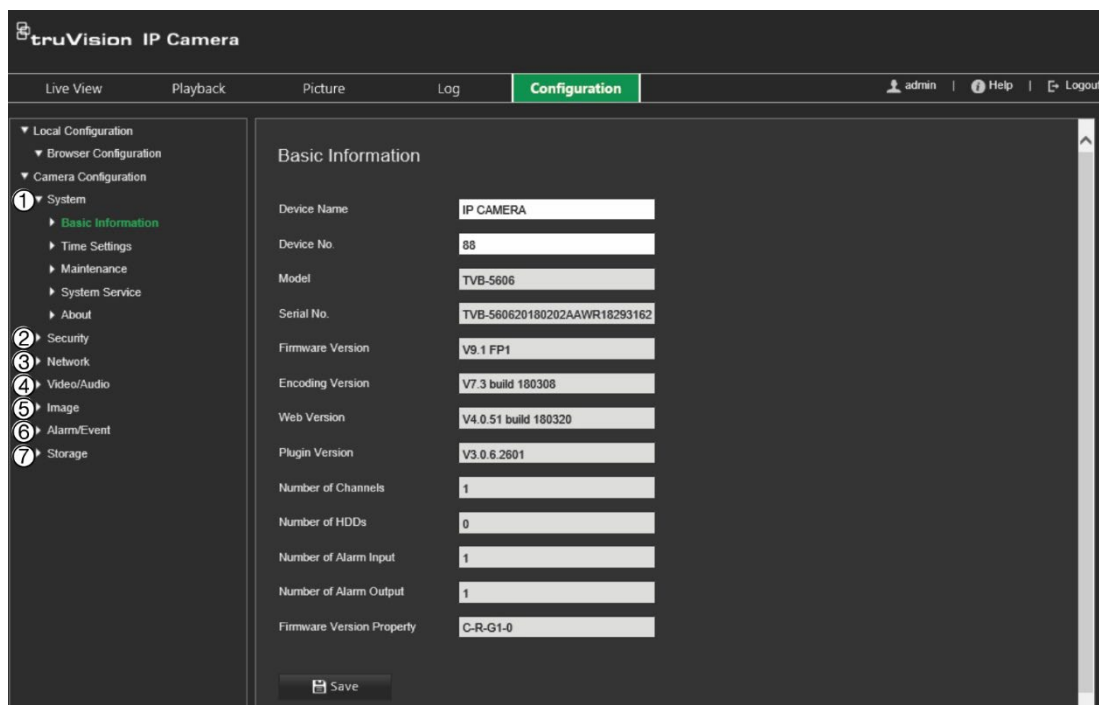 truVision IP Camera
Live View Playback Picture Log Configuration admin | Help | Logout
Local Configuration
Browser Configuration
Camera Configuration
1 System
Basic Information
Time Settings
Maintenance
System Service
About
2 Security
3 Network
4 Video/Audio
5 Image
6 Alarm/Event
7 Storage
Basic Information
Device Name IP CAMERA
Device No. 88
Model TVB-5606
Serial No. TVB-560620180202AAWR18293162
Firmware Version V9.1 FP1
Encoding Version V7.3 build 180308
Web Version V4.0.51 build 180320
Plugin Version V3.0.6.2601
Number of Channels 1
Number of HDDs 0
Number of Alarm Input 1
Number of Alarm Output 1
Firmware Version Property C-R-G1-0
Save